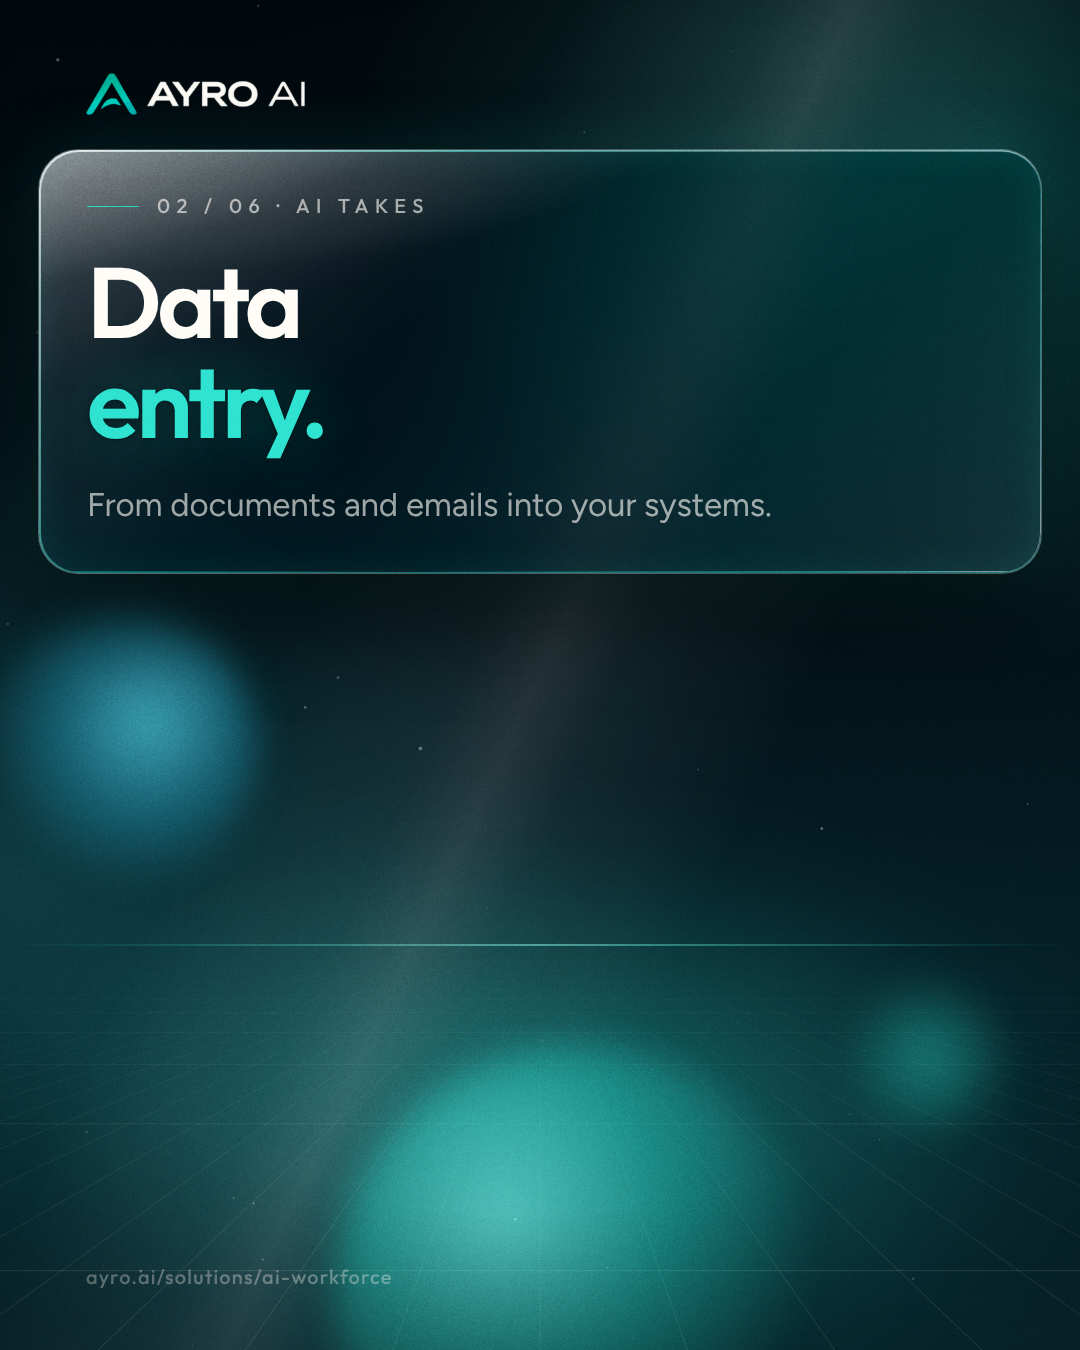 AYRO AI
02 / 06 · AI TAKES
Data
entry.
From documents and emails into your systems.
ayro.ai/solutions/ai-workforce